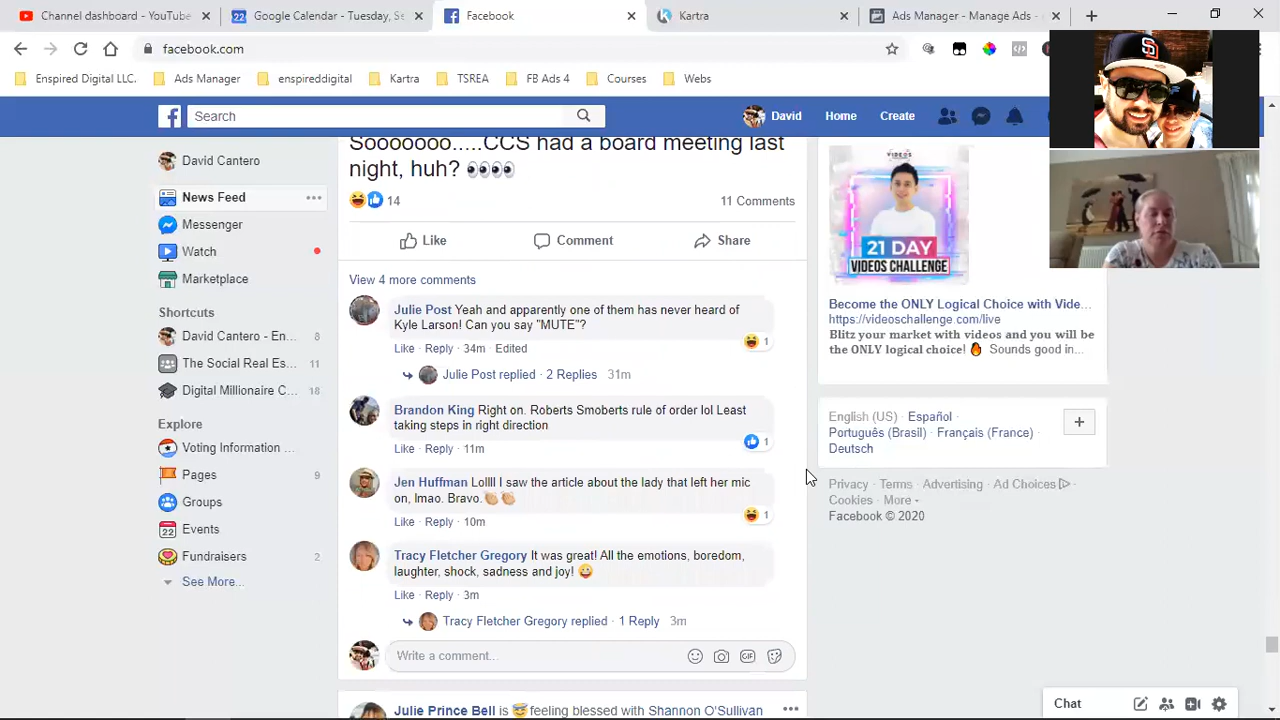 Channel dashboard - YouTube
Google Calendar - Tuesday, Se
Facebook
Kartra
Ads Manager - Manage Ads -
facebook.com
Enspired Digital LLC.
Ads Manager
enspireddigital
Kartra
TSREA
FB Ads 4
Courses
Webs
Search
David
Home
Create
David Cantero
News Feed
Messenger
Watch
Marketplace
Shortcuts
David Cantero - En... 8
The Social Real Es... 11
Digital Millionaire C... 18
Explore
Voting Information ...
Pages 9
Groups
22 Events
Fundraisers 2
See More...
Sooooooo.....CCS had a board meeting last
night, huh? 👀👀
14
11 Comments
Like
Comment
Share
View 4 more comments
Julie Post Yeah and apparently one of them has never heard of
Kyle Larson! Can you say "MUTE"?
1
Like · Reply · 34m · Edited
Julie Post replied · 2 Replies 31m
Brandon King Right on. Roberts Smoberts rule of order lol Least
taking steps in right direction
1
Like · Reply · 11m
Jen Huffman Lollll I saw the article about the lady that left her mic
on, lmao. Bravo.👏👏
1
Like · Reply · 10m
Tracy Fletcher Gregory It was great! All the emotions, boredom,
laughter, shock, sadness and joy! 🤪
Like · Reply · 3m
Tracy Fletcher Gregory replied · 1 Reply 3m
Write a comment...
GIF
Julie Prince Bell is 😇 feeling blessed with Shannon O'Sullivan
VIDEOS
21 DAY
VIDEOS CHALLENGE
Become the ONLY Logical Choice with Vide...
https://videoschallenge.com/live
Blitz your market with videos and you will be
the ONLY logical choice! 🔥 Sounds good in...
English (US) · Español ·
Português (Brasil) · Français (France) ·
Deutsch
Privacy · Terms · Advertising · Ad Choices ·
Cookies · More
Facebook © 2020
Chat